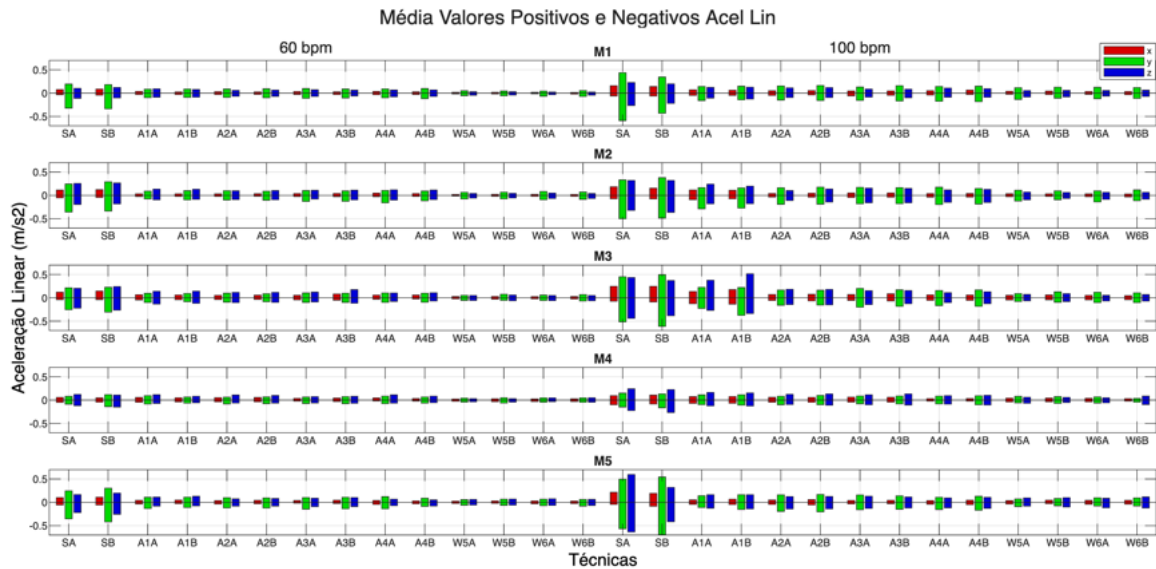 Média Valores Positivos e Negativos Acel Lin
60 bpm
100 bpm
x
y
z
Aceleração Linear (m/s2)
M1
0.5
0
-0.5
SA SB A1A A1B A2A A2B A3A A3B A4A A4B W5A W5B W6A W6B SA SB A1A A1B A2A A2B A3A A3B A4A A4B W5A W5B W6A W6B
M2
0.5
0
-0.5
SA SB A1A A1B A2A A2B A3A A3B A4A A4B W5A W5B W6A W6B SA SB A1A A1B A2A A2B A3A A3B A4A A4B W5A W5B W6A W6B
M3
0.5
0
-0.5
SA SB A1A A1B A2A A2B A3A A3B A4A A4B W5A W5B W6A W6B SA SB A1A A1B A2A A2B A3A A3B A4A A4B W5A W5B W6A W6B
M4
0.5
0
-0.5
SA SB A1A A1B A2A A2B A3A A3B A4A A4B W5A W5B W6A W6B SA SB A1A A1B A2A A2B A3A A3B A4A A4B W5A W5B W6A W6B
M5
0.5
0
-0.5
SA SB A1A A1B A2A A2B A3A A3B A4A A4B W5A W5B W6A W6B SA SB A1A A1B A2A A2B A3A A3B A4A A4B W5A W5B W6A W6B
Técnicas